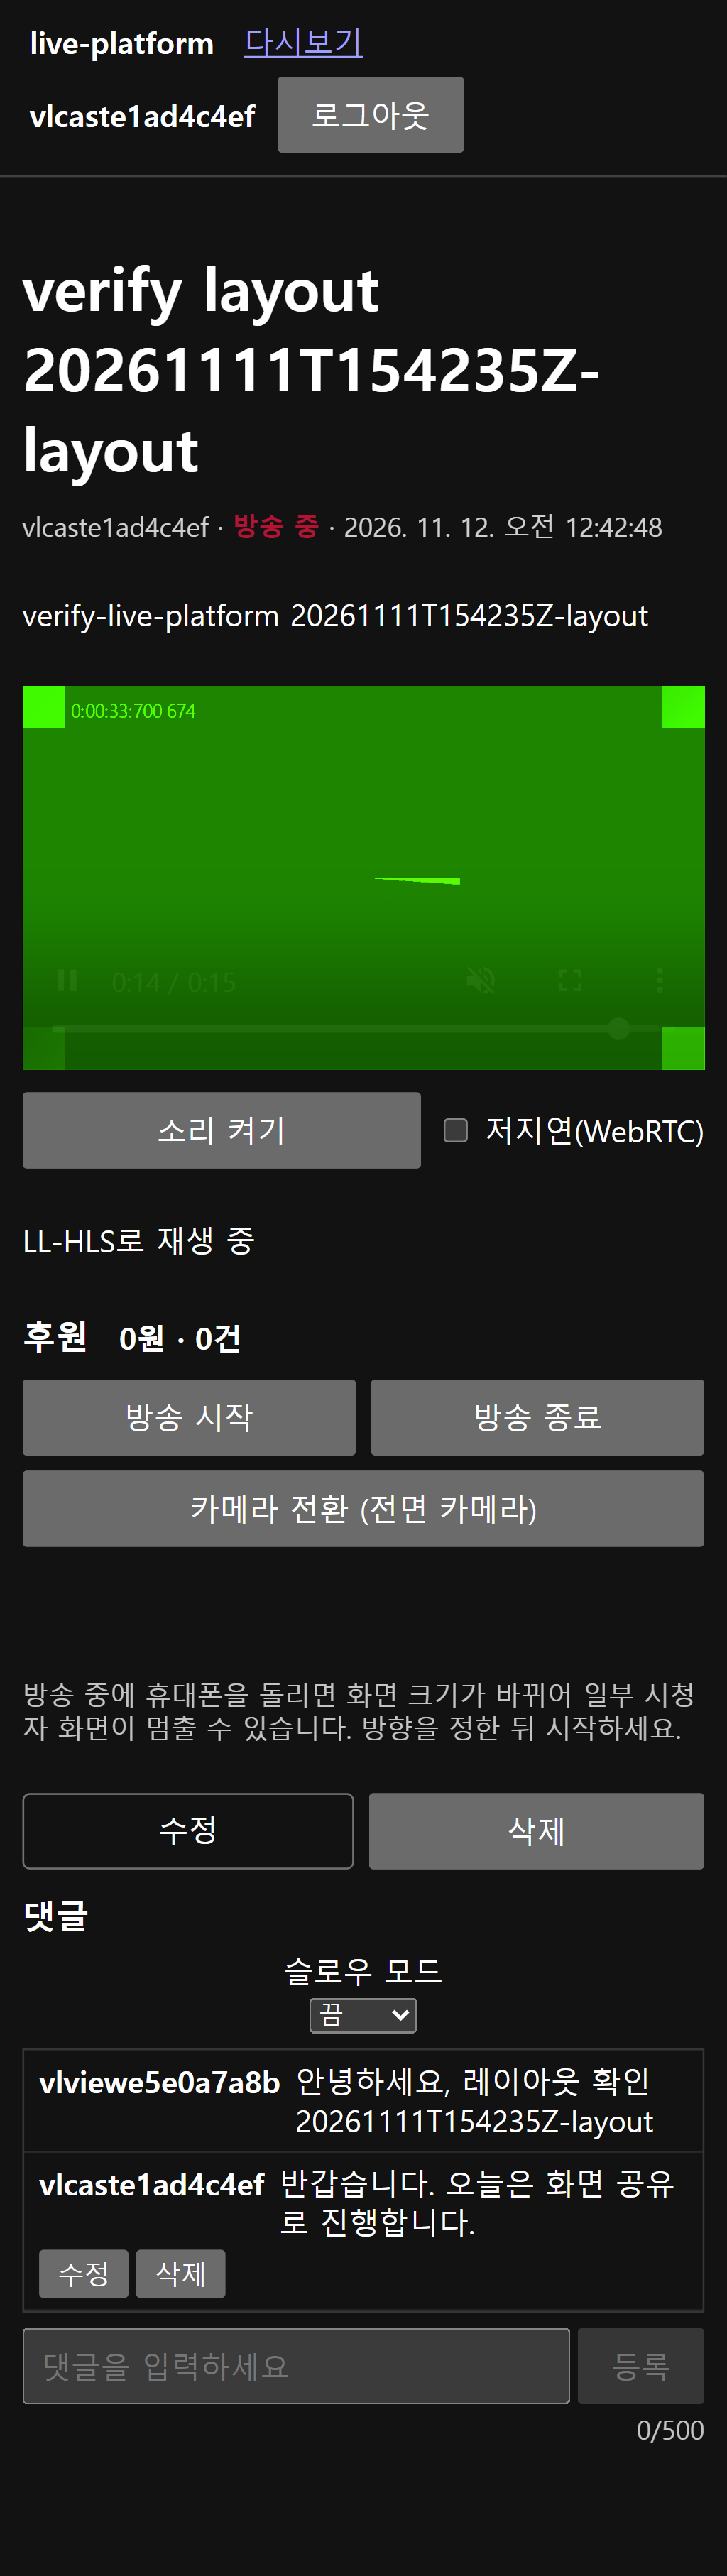 live-platform 다시보기
vlcaste1ad4c4ef 로그아웃
verify layout
20261111T154235Z-
layout
vlcaste1ad4c4ef · 방송 중 · 2026. 11. 12. 오전 12:42:48
verify-live-platform 20261111T154235Z-layout
0:00:33:700 674
0:14 / 0:15
소리 켜기 저지연(WebRTC)
LL-HLS로 재생 중
후원 0원 · 0건
방송 시작 방송 종료
카메라 전환 (전면 카메라)
방송 중에 휴대폰을 돌리면 화면 크기가 바뀌어 일부 시청
자 화면이 멈출 수 있습니다. 방향을 정한 뒤 시작하세요.
수정 삭제
댓글
슬로우 모드
끔
vlviewe5e0a7a8b 안녕하세요, 레이아웃 확인
20261111T154235Z-layout
vlcaste1ad4c4ef 반갑습니다. 오늘은 화면 공유
로 진행합니다.
수정 삭제
댓글을 입력하세요 등록
0/500